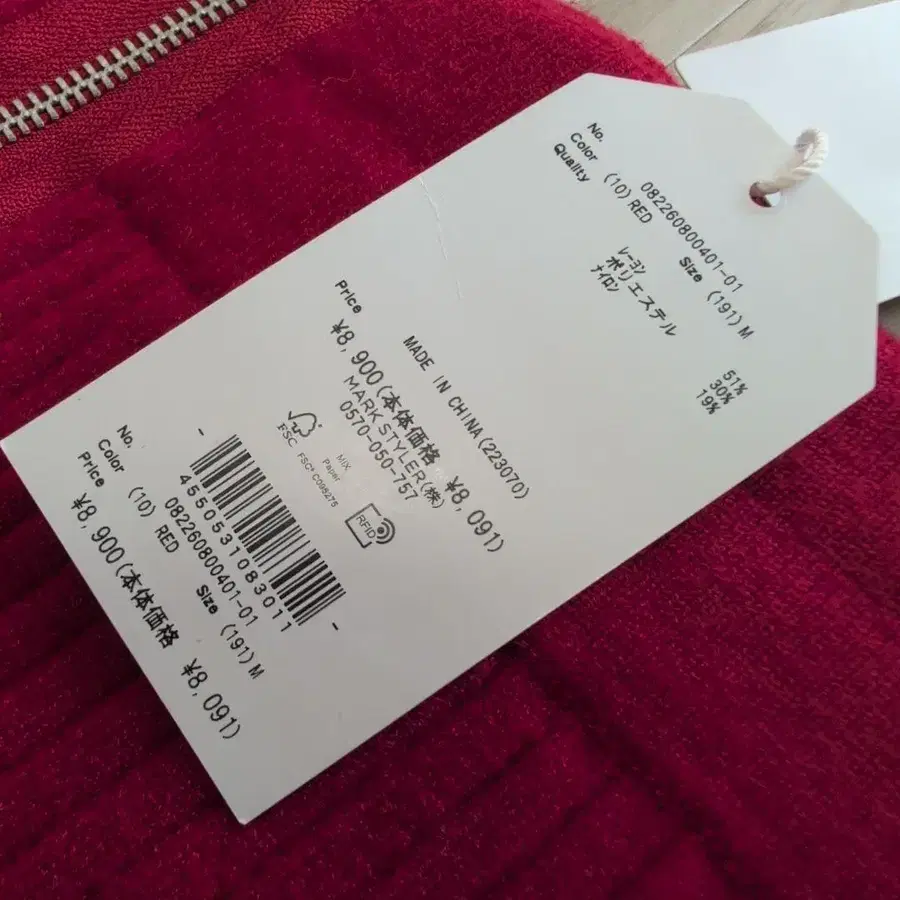 No. 082260800401-01
Color (10) RED Size (191) M
Quality
レーヨン 51%
ポリエステル 30%
ナイロン 19%
MADE IN CHINA(223070)
Price ¥8,900(本体価格 ¥8,091)
MARK STYLER(株)
0570-050-757
FSC
MIX
Paper
FSC® C098276
RFID
4550531083011
No. 082260800401-01
Color (10) RED Size (191) M
Price ¥8,900(本体価格 ¥8,091)